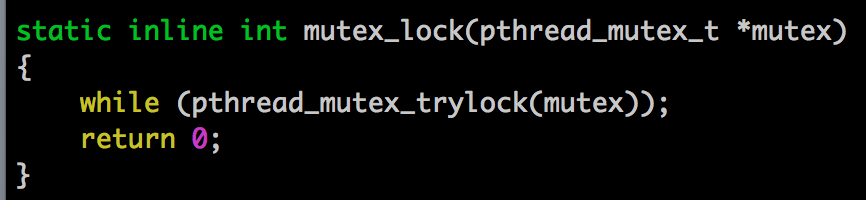 static inline int mutex_lock(pthread_mutex_t *mutex)
{
    while (pthread_mutex_trylock(mutex));
    return 0;
}